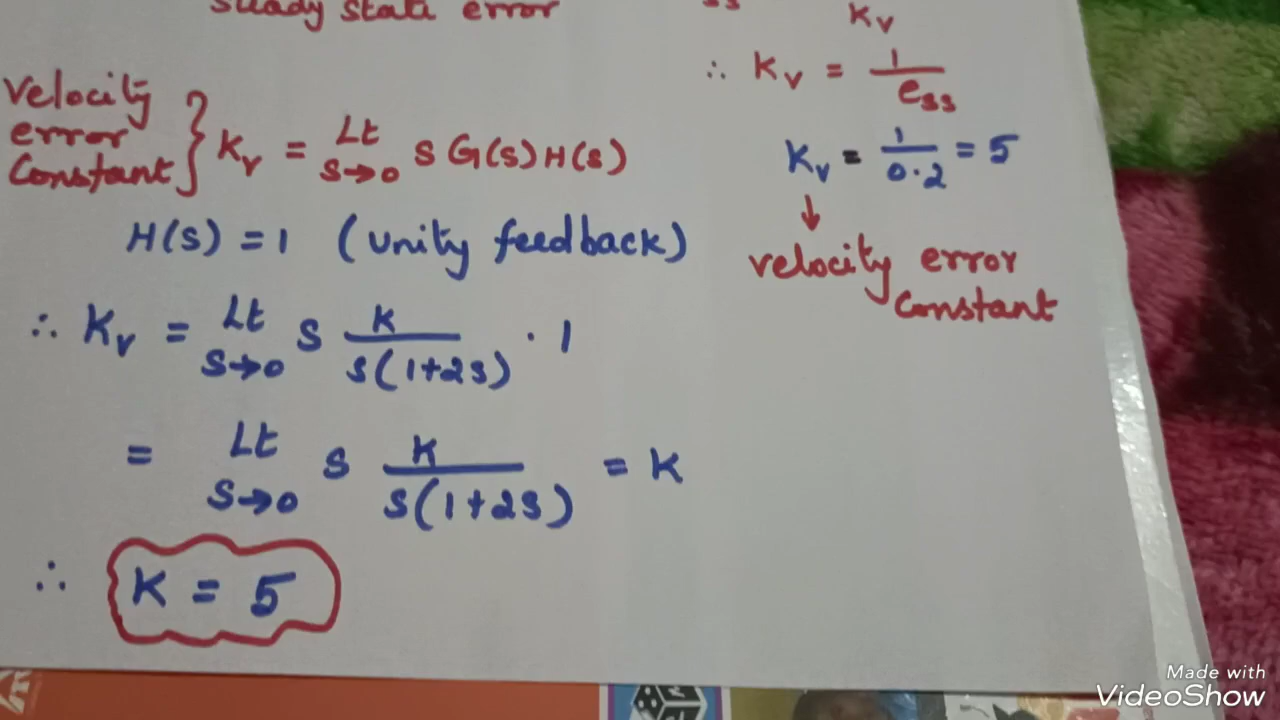 steady state error
ess
Kv
∴ Kv = 1/ess
Kv = 1/0.2 = 5
↓
velocity error
constant
Velocity
error
Constant } Kv = Lt S→0 S G(s) H(s)
H(s) = 1 (unity feedback)
∴ Kv = Lt S→0 S K/S(1+2S) · 1
= Lt S→0 S K/S(1+2S) = K
∴ K = 5
Made with
VideoShow